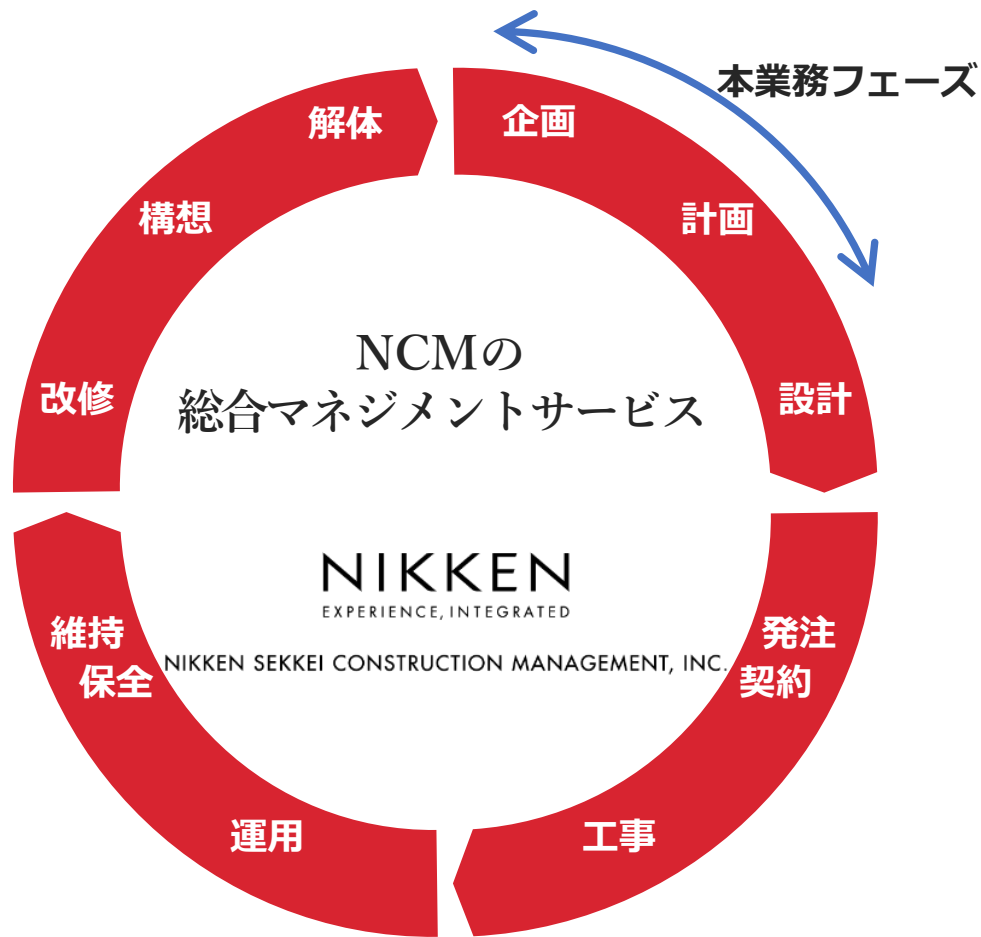 本業務フェーズ
企画
計画
設計
発注
契約
工事
運用
維持
保全
改修
構想
解体
NCMの
総合マネジメントサービス
NIKKEN
EXPERIENCE, INTEGRATED
NIKKEN SEKKEI CONSTRUCTION MANAGEMENT, INC.